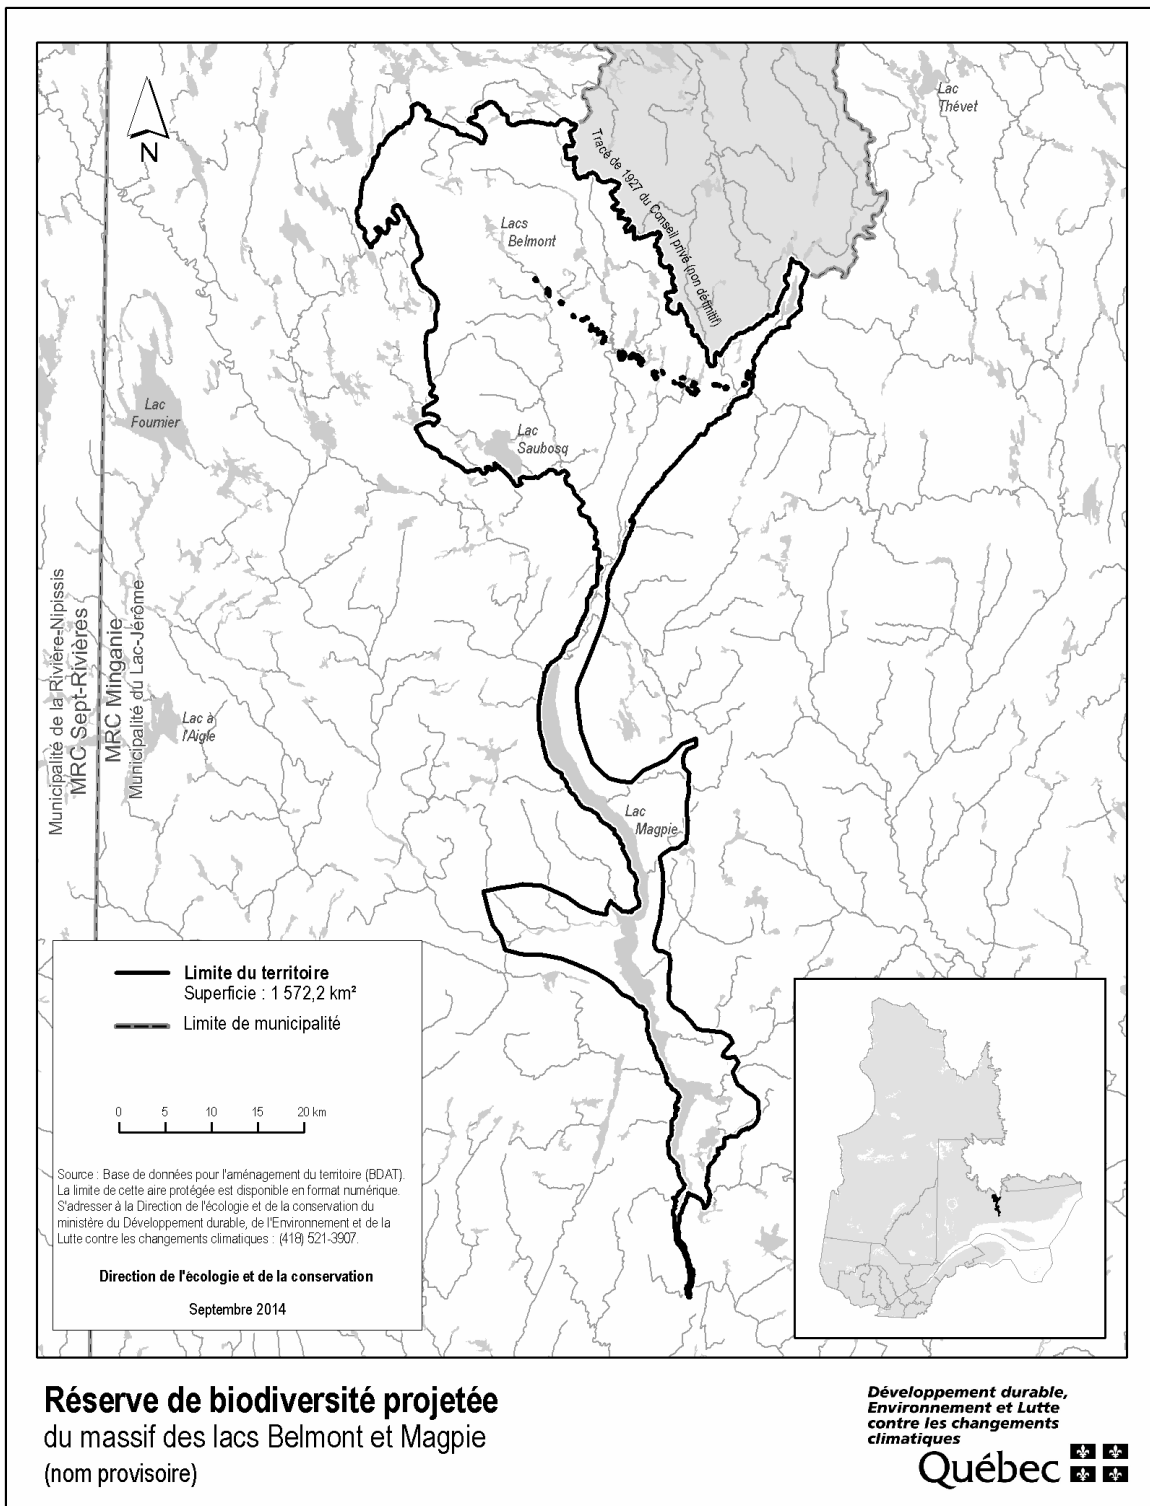 N
Lac
Thévet
Tracé de 1927 du Conseil privé (non définitif)
Lacs
Belmont
Lac
Fournier
Lac
Saubosq
Municipalité de la Rivière-Nipissis
MRC Sept-Rivières
MRC Minganie
Municipalité du Lac-Jérôme
Lac à
l'Aigle
Lac
Magpie
Limite du territoire
Superficie : 1 572,2 km²
Limite de municipalité
0 5 10 15 20 km
Source : Base de données pour l'aménagement du territoire (BDAT).
La limite de cette aire protégée est disponible en format numérique.
S'adresser à la Direction de l'écologie et de la conservation du
ministère du Développement durable, de l'Environnement et de la
Lutte contre les changements climatiques : (418) 521-3907.
Direction de l'écologie et de la conservation
Septembre 2014
Réserve de biodiversité projetée
du massif des lacs Belmont et Magpie
(nom provisoire)
Développement durable,
Environnement et Lutte
contre les changements
climatiques
Québec